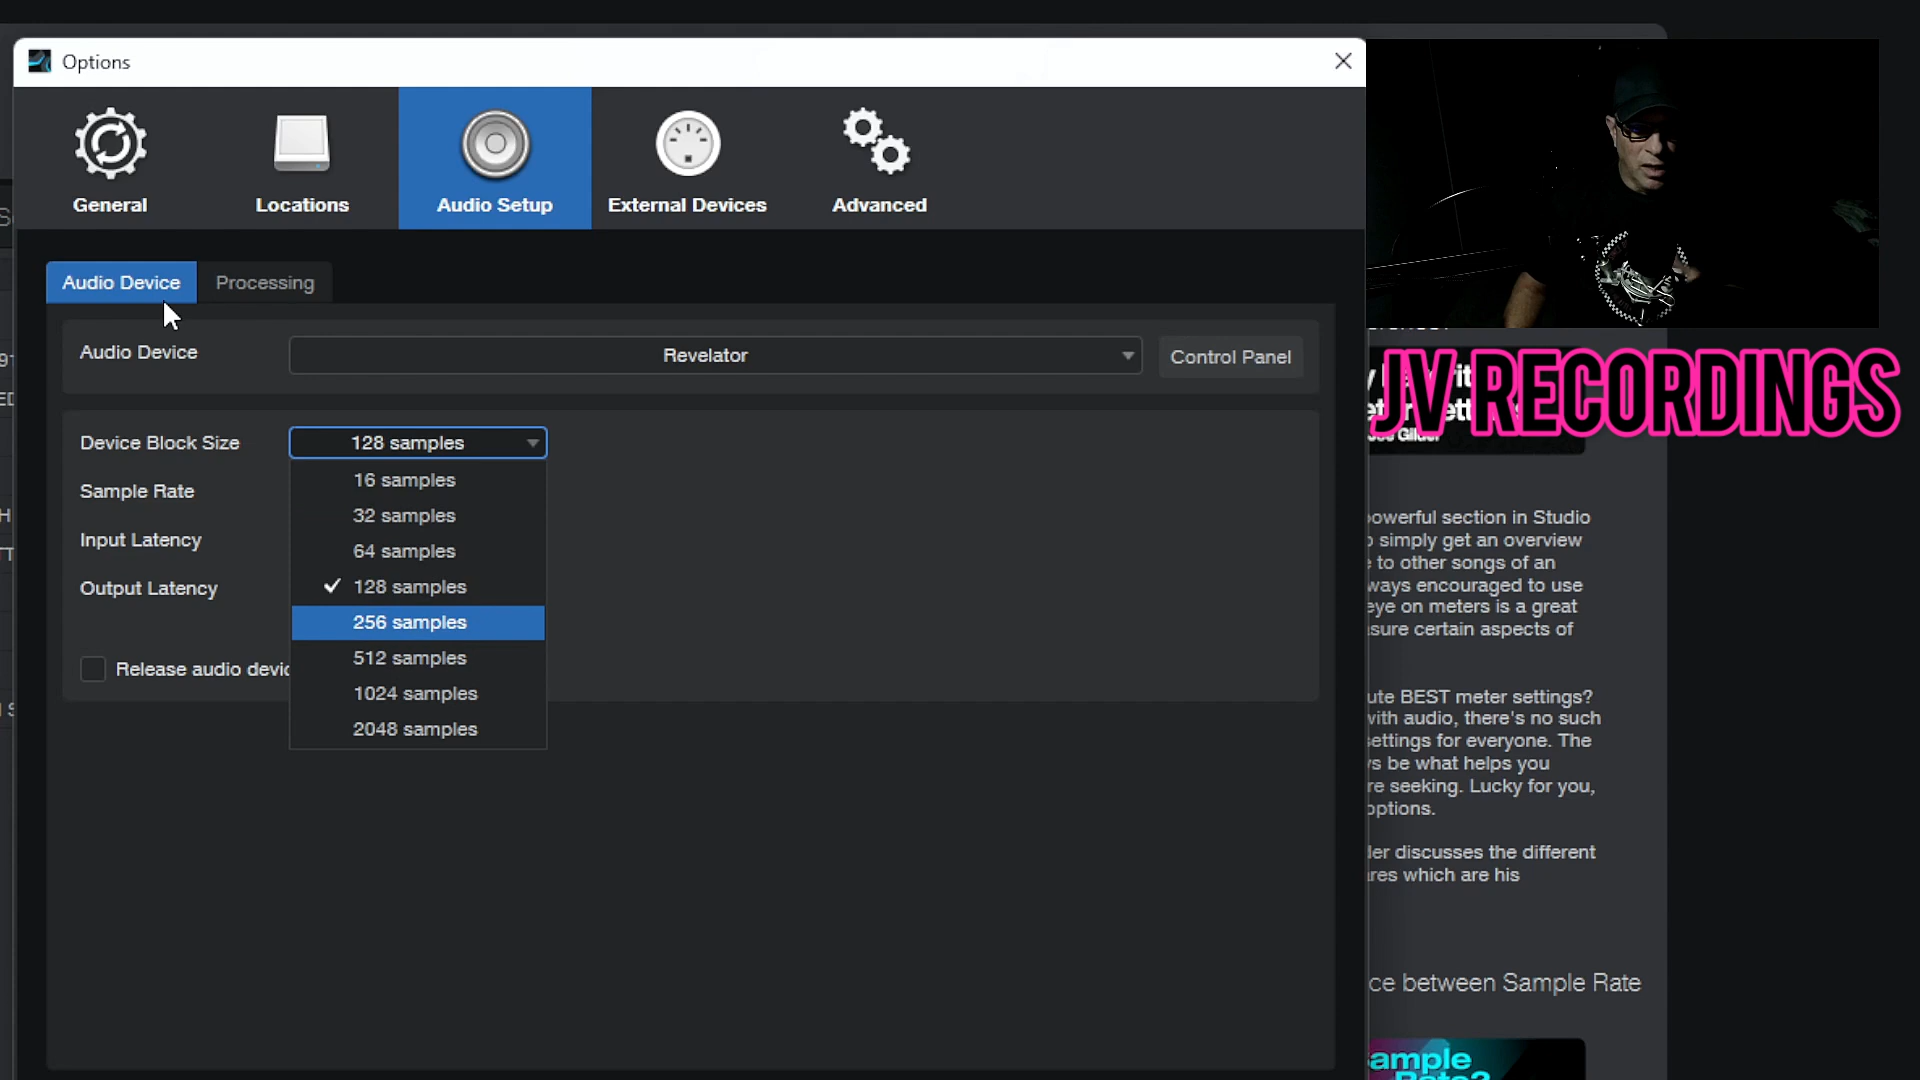 Options
General
Locations
Audio Setup
External Devices
Advanced
Audio Device
Processing
Audio Device
Revelator
Control Panel
Device Block Size
128 samples
Sample Rate
Input Latency
Output Latency
16 samples
32 samples
64 samples
128 samples
256 samples
512 samples
1024 samples
2048 samples
Release audio devic
JV RECORDINGS
powerful section in Studio
simply get an overview
to other songs of an
ways encouraged to use
eye on meters is a great
sure certain aspects of
ute BEST meter settings?
with audio, there's no such
settings for everyone. The
s be what helps you
re seeking. Lucky for you,
options.
der discusses the different
res which are his
ce between Sample Rate
ample
Rate?